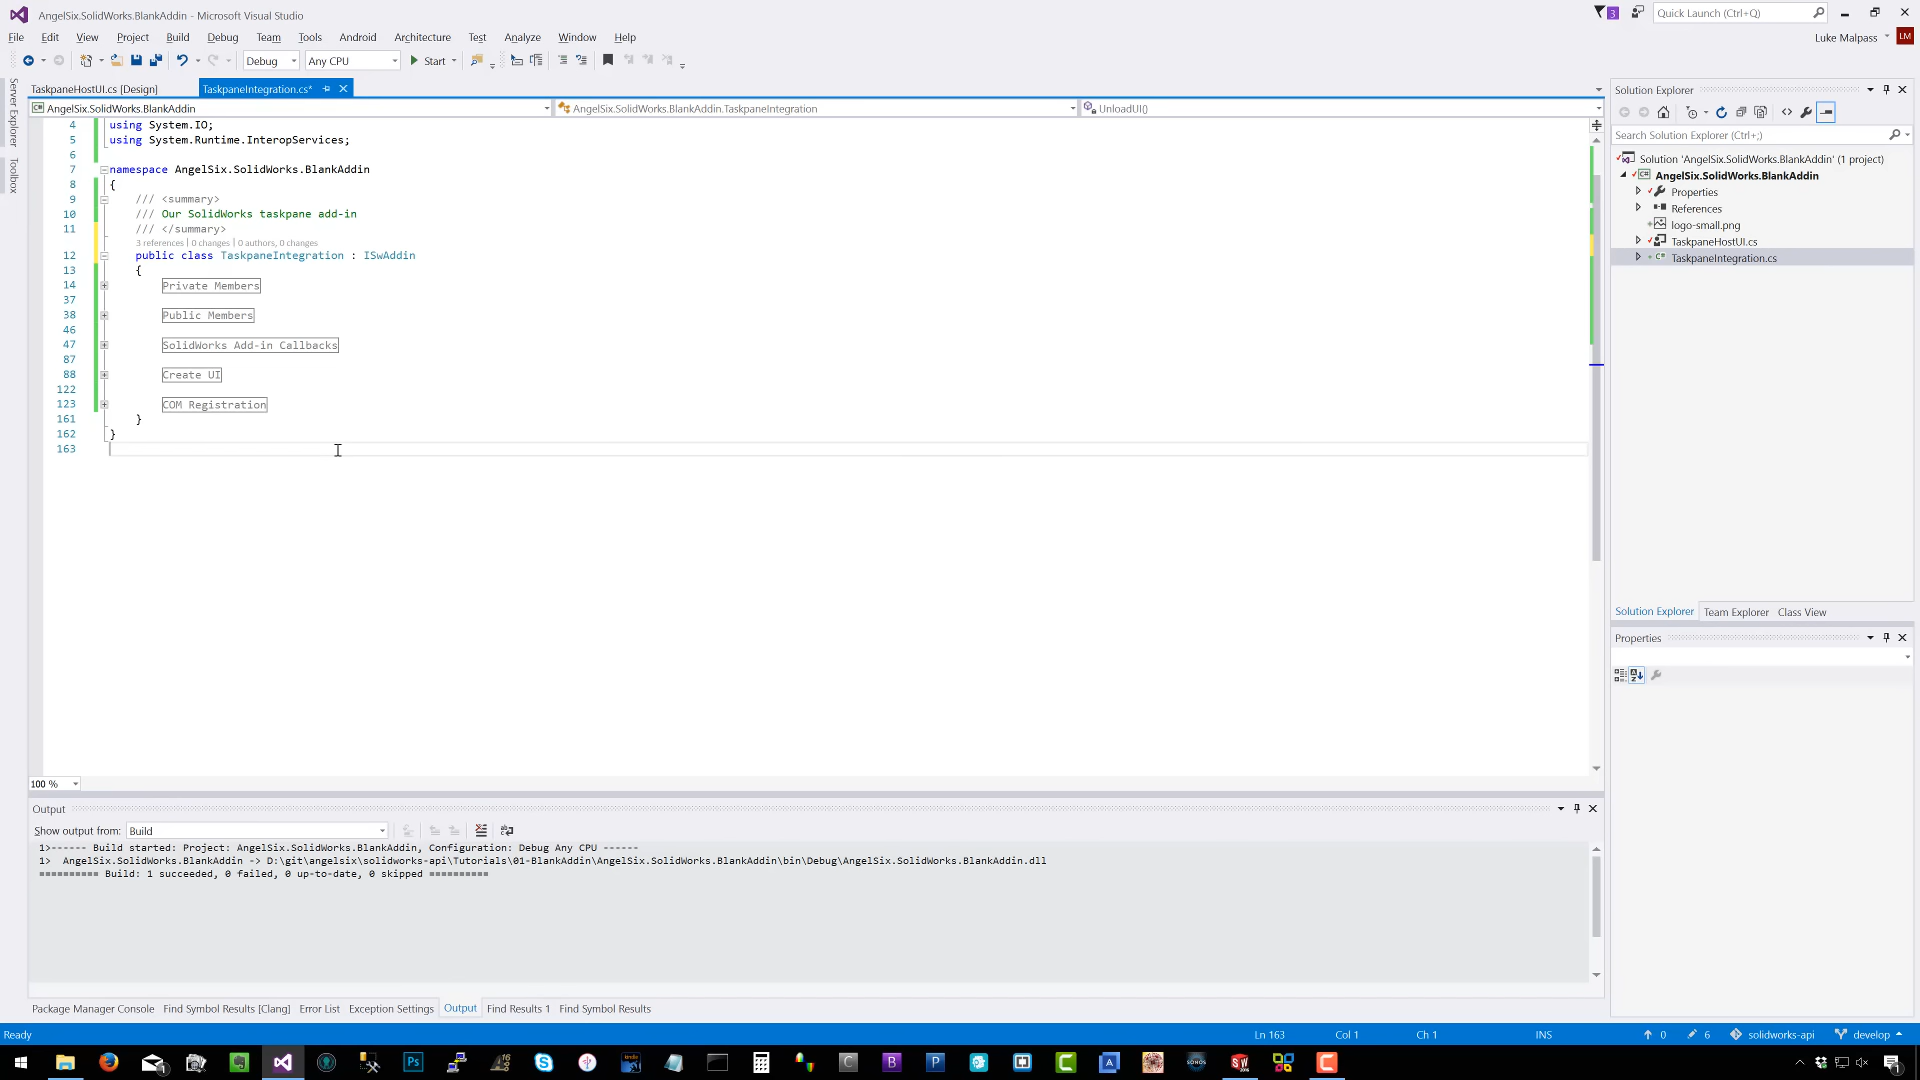 AngelSix.SolidWorks.BlankAddin - Microsoft Visual Studio
3
Quick Launch (Ctrl+Q)
File Edit View Project Build Debug Team Tools Android Architecture Test Analyze Window Help
Luke Malpass LM
Debug Any CPU Start
Server Explorer
Toolbox
TaskpaneHostUI.cs [Design] TaskpaneIntegration.cs*
AngelSix.SolidWorks.BlankAddin AngelSix.SolidWorks.BlankAddin.TaskpaneIntegration UnloadUI()
4 using System.IO;
5 using System.Runtime.InteropServices;
6
7 namespace AngelSix.SolidWorks.BlankAddin
8 {
9 /// <summary>
10 /// Our SolidWorks taskpane add-in
11 /// </summary>
3 references | 0 changes | 0 authors, 0 changes
12 public class TaskpaneIntegration : ISwAddin
13 {
14 Private Members
37
38 Public Members
46
47 SolidWorks Add-in Callbacks
87
88 Create UI
122
123 COM Registration
161 }
162 }
163
100 %
Solution Explorer
Search Solution Explorer (Ctrl+;)
Solution 'AngelSix.SolidWorks.BlankAddin' (1 project)
AngelSix.SolidWorks.BlankAddin
Properties
References
logo-small.png
TaskpaneHostUI.cs
TaskpaneIntegration.cs
Solution Explorer Team Explorer Class View
Properties
Output
Show output from: Build
1>------ Build started: Project: AngelSix.SolidWorks.BlankAddin, Configuration: Debug Any CPU ------
1> AngelSix.SolidWorks.BlankAddin -> D:\git\angelsix\solidworks-api\Tutorials\01-BlankAddin\AngelSix.SolidWorks.BlankAddin\bin\Debug\AngelSix.SolidWorks.BlankAddin.dll
========== Build: 1 succeeded, 0 failed, 0 up-to-date, 0 skipped ==========
Package Manager Console Find Symbol Results [Clang] Error List Exception Settings Output Find Results 1 Find Symbol Results
Ready Ln 163 Col 1 Ch 1 INS 0 6 solidworks-api develop